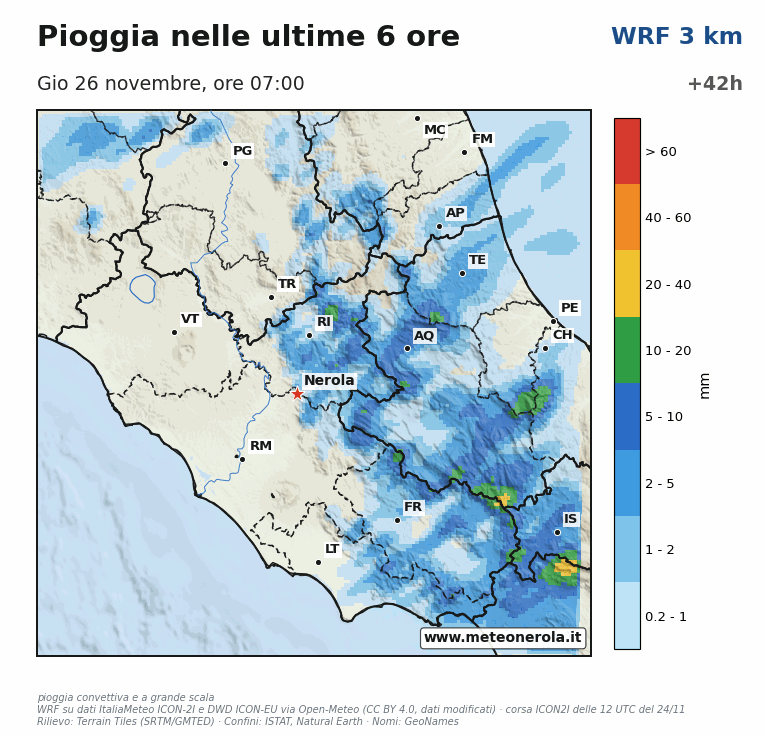 Pioggia nelle ultime 6 ore
WRF 3 km
Gio 26 novembre, ore 07:00
+42h
MC
FM
PG
AP
TE
TR
PE
VT
RI
AQ
CH
Nerola
RM
FR
IS
LT
www.meteonerola.it
> 60
40 - 60
20 - 40
10 - 20
5 - 10
2 - 5
1 - 2
0.2 - 1
mm
pioggia convettiva e a grande scala
WRF su dati ItaliaMeteo ICON-2I e DWD ICON-EU via Open-Meteo (CC BY 4.0, dati modificati) · corsa ICON2I delle 12 UTC del 24/11
Rilievo: Terrain Tiles (SRTM/GMTED) · Confini: ISTAT, Natural Earth · Nomi: GeoNames